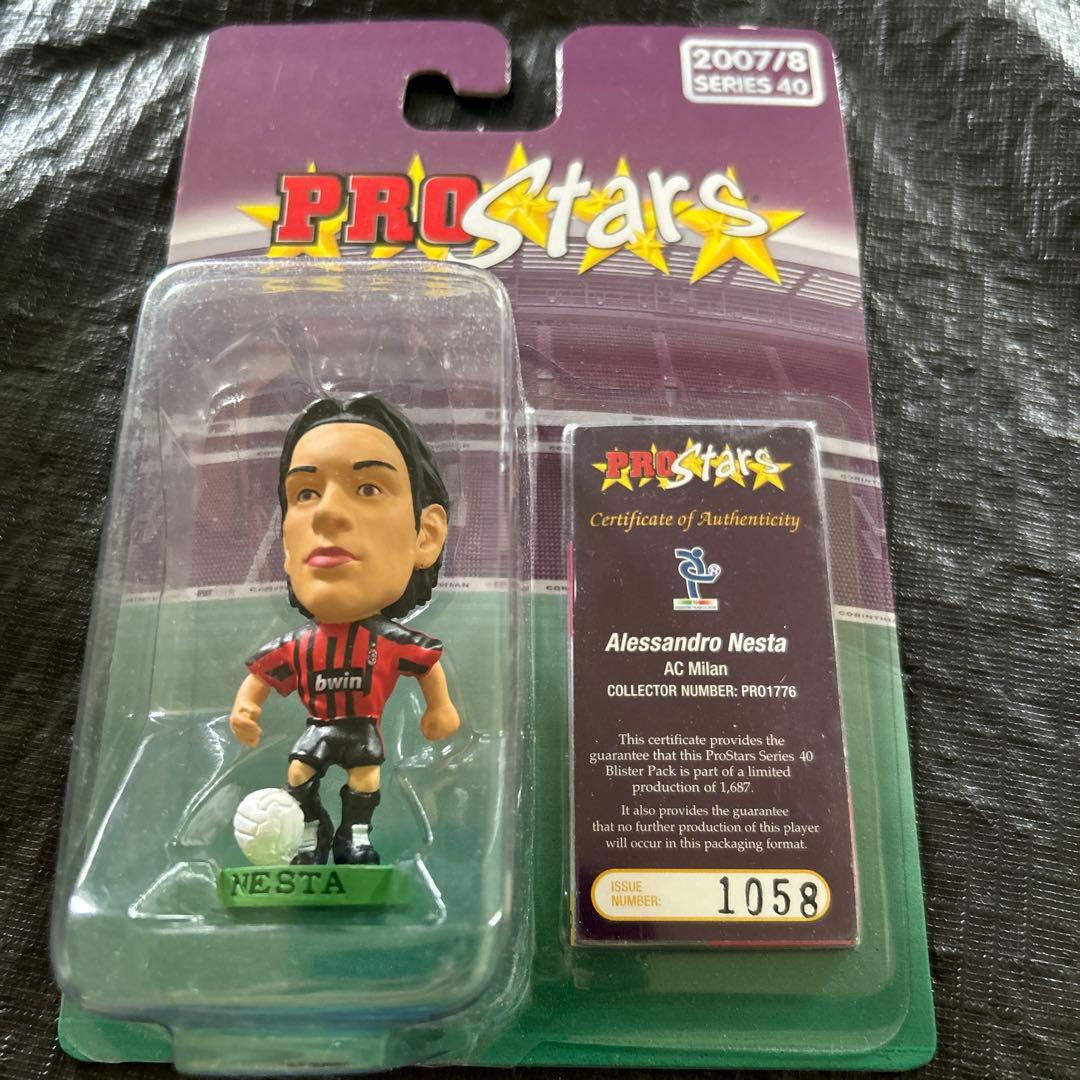 2007/8
SERIES 40
PROStars
PROStars
Certificate of Authenticity
Alessandro Nesta
AC Milan
COLLECTOR NUMBER: PRO1776
This certificate provides the
guarantee that this ProStars Series 40
Blister Pack is part of a limited
production of 1,687.
It also provides the guarantee
that no further production of this player
will occur in this packaging format.
ISSUE
NUMBER:
1058
bwin
NESTA